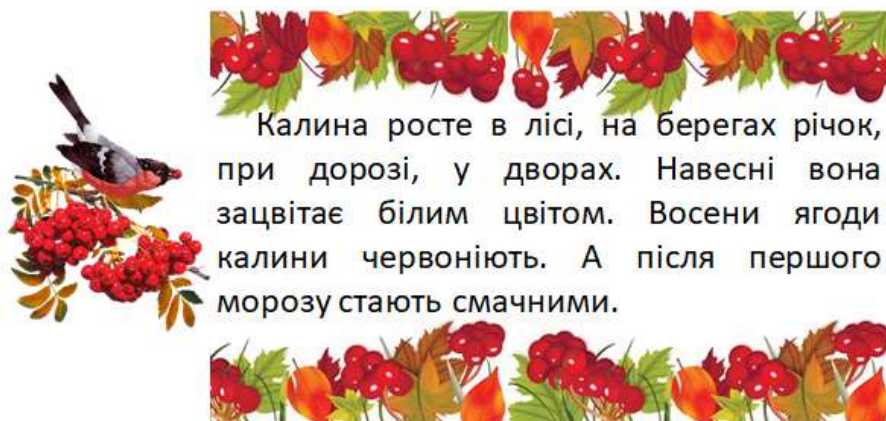 Калина росте в лісі, на берегах річок,
при дорозі, у дворах. Навесні вона
зацвітає білим цвітом. Восени ягоди
калини червоніють. А після першого
морозу стають смачними.